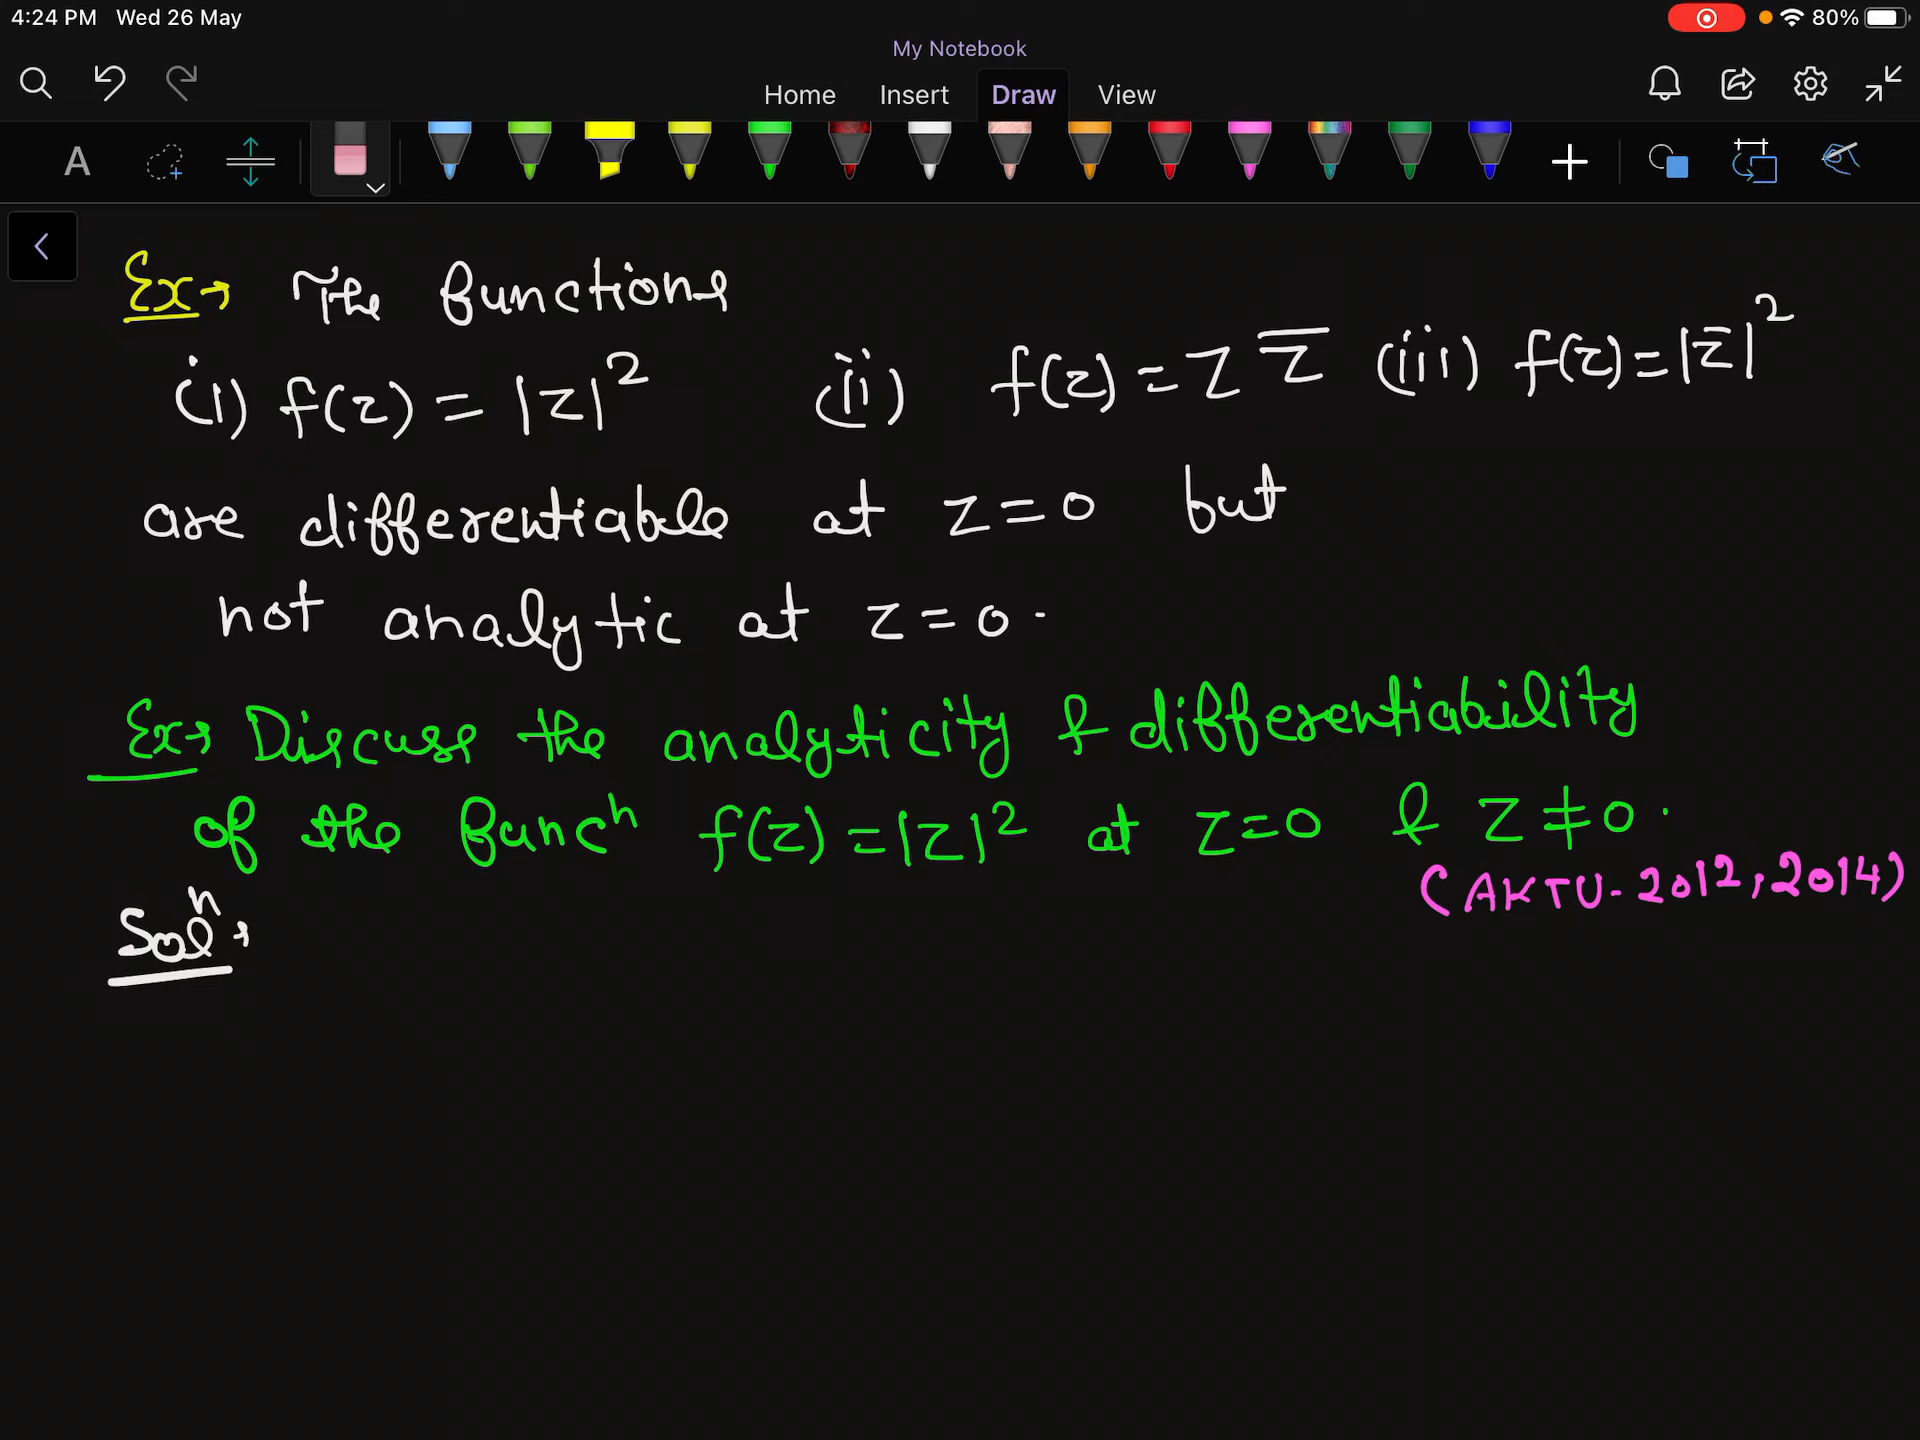 4:24 PM Wed 26 May
80%
My Notebook
Home Insert Draw View
A
Ex→ The functions
(i) f(z) = |z|² (ii) f(z) = z z̅ (iii) f(z) = |z̅|²
are differentiable at z = 0 but
not analytic at z = 0.
Ex→ Discuss the analyticity & differentiability
of the funcⁿ f(z) = |z|² at z = 0 & z ≠ 0.
(AKTU-2012, 2014)
Solⁿ→